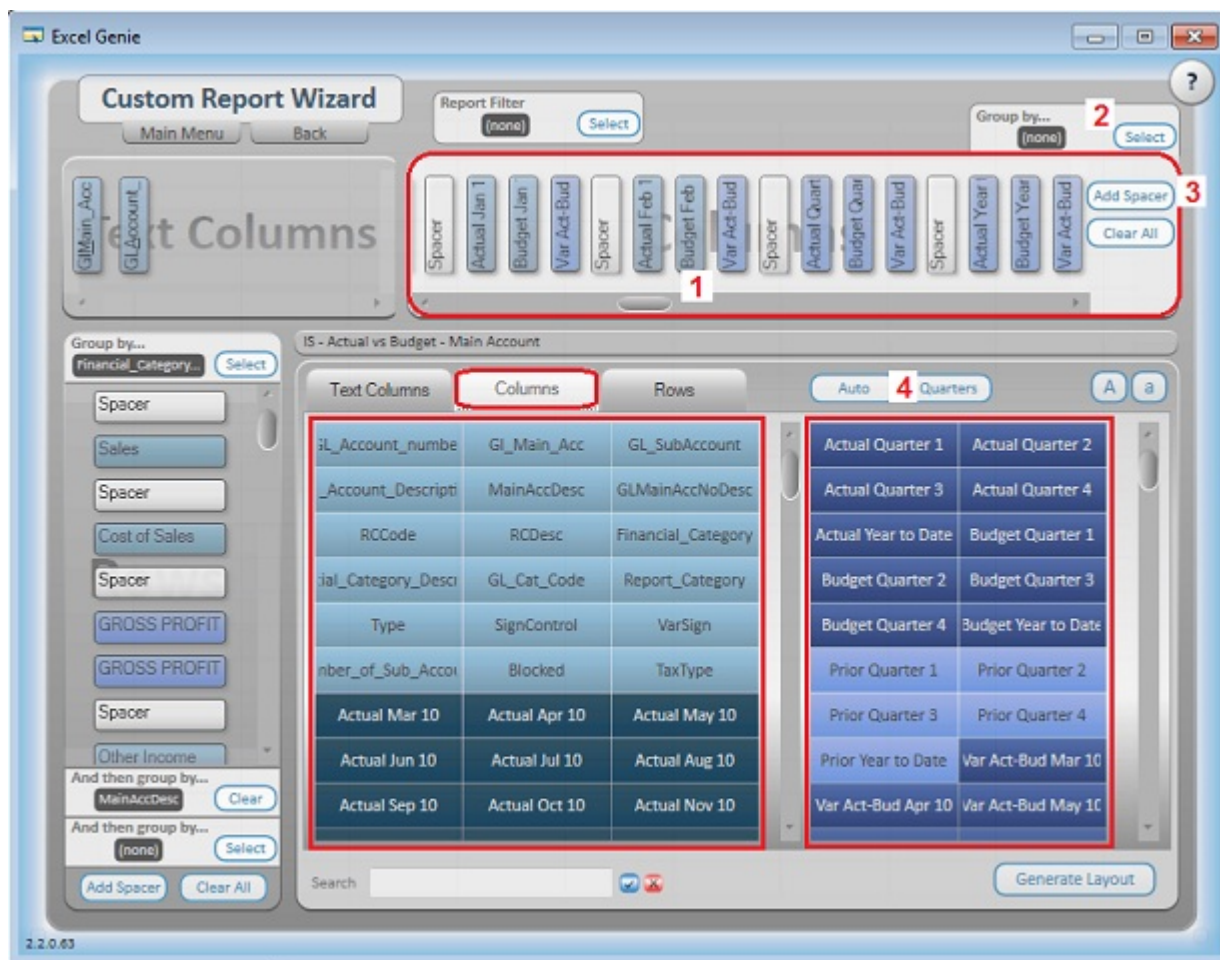 Excel Genie
?
Custom Report Wizard
Main Menu Back
Report Filter
(none) Select
Group by... 2
(none) Select
GlMain_Acc
GL_Account_
Text Columns
Spacer
Actual Jan 1
Budget Jan
Var Act-Bud
Spacer
Actual Feb 1
Budget Feb
Var Act-Bud
Spacer
Actual Quart
Budget Quar
Var Act-Bud
Spacer
Actual Year
Budget Year
Var Act-Bud
Add Spacer 3
Clear All
1
Group by...
Financial_Category... Select
Spacer
Sales
Spacer
Cost of Sales
Spacer
GROSS PROFIT
GROSS PROFIT
Spacer
Other Income
And then group by...
MainAccDesc Clear
And then group by...
(none) Select
Add Spacer Clear All
IS - Actual vs Budget - Main Account
Text Columns Columns Rows
Auto 4 Quarters A a
GL_Account_numbe Gl_Main_Acc GL_SubAccount
_Account_Descripti MainAccDesc GLMainAccNoDesc
RCCode RCDesc Financial_Category
ial_Category_Descr GL_Cat_Code Report_Category
Type SignControl VarSign
nber_of_Sub_Accou Blocked TaxType
Actual Mar 10 Actual Apr 10 Actual May 10
Actual Jun 10 Actual Jul 10 Actual Aug 10
Actual Sep 10 Actual Oct 10 Actual Nov 10
Actual Quarter 1 Actual Quarter 2
Actual Quarter 3 Actual Quarter 4
Actual Year to Date Budget Quarter 1
Budget Quarter 2 Budget Quarter 3
Budget Quarter 4 Budget Year to Date
Prior Quarter 1 Prior Quarter 2
Prior Quarter 3 Prior Quarter 4
Prior Year to Date Var Act-Bud Mar 10
Var Act-Bud Apr 10 Var Act-Bud May 10
Search
Generate Layout
2.2.0.63